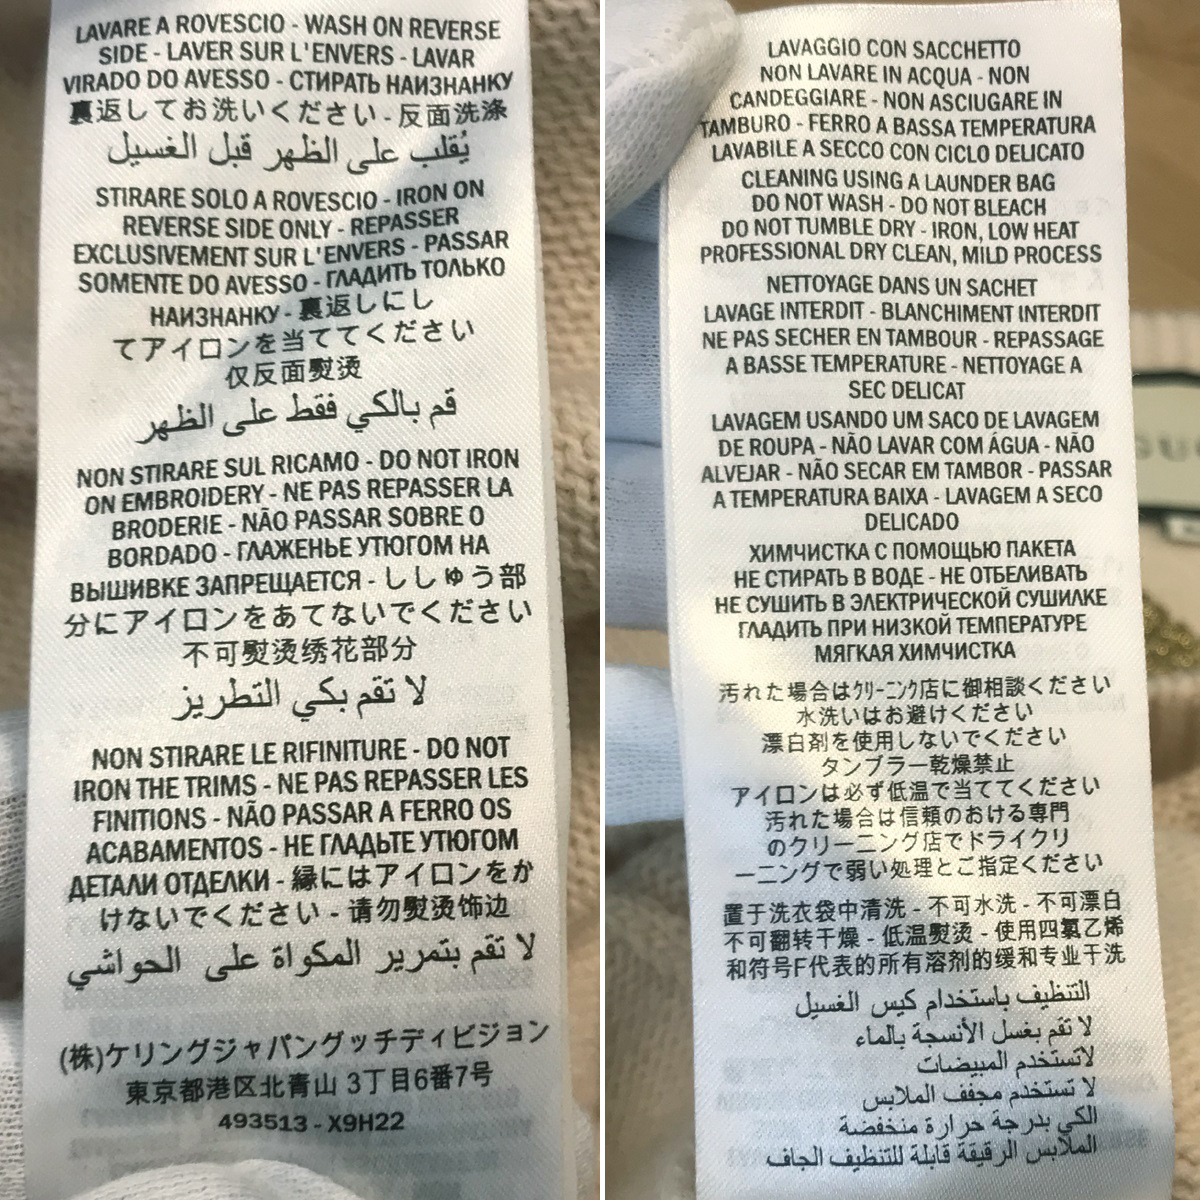 LAVARE A ROVESCIO - WASH ON REVERSE
SIDE - LAVER SUR L'ENVERS - LAVAR
VIRADO DO AVESSO - СТИРАТЬ НАИЗНАНКУ
裏返してお洗いください - 反面洗涤
يُقلب على الظهر قبل الغسيل
STIRARE SOLO A ROVESCIO - IRON ON
REVERSE SIDE ONLY - REPASSER
EXCLUSIVEMENT SUR L'ENVERS - PASSAR
SOMENTE DO AVESSO - ГЛАДИТЬ ТОЛЬКО
НАИЗНАНКУ - 裏返しにし
てアイロンを当ててください
仅反面熨烫
قم بالكي فقط على الظهر
NON STIRARE SUL RICAMO - DO NOT IRON
ON EMBROIDERY - NE PAS REPASSER LA
BRODERIE - NÃO PASSAR SOBRE O
BORDADO - ГЛАЖЕНЬЕ УТЮГОМ НА
ВЫШИВКЕ ЗАПРЕЩАЕТСЯ - ししゅう部
分にアイロンをあてないでください
不可熨烫绣花部分
لا تقم بكي التطريز
NON STIRARE LE RIFINITURE - DO NOT
IRON THE TRIMS - NE PAS REPASSER LES
FINITIONS - NÃO PASSAR A FERRO OS
ACABAMENTOS - НЕ ГЛАДЬТЕ УТЮГОМ
ДЕТАЛИ ОТДЕЛКИ - 縁にはアイロンをか
けないでください - 请勿熨烫饰边
لا تقم بتمرير المكواة على الحواشي
(株)ケリングジャパングッチディビジョン
東京都港区北青山 3丁目6番7号
493513 - X9H22
LAVAGGIO CON SACCHETTO
NON LAVARE IN ACQUA - NON
CANDEGGIARE - NON ASCIUGARE IN
TAMBURO - FERRO A BASSA TEMPERATURA
LAVABILE A SECCO CON CICLO DELICATO
CLEANING USING A LAUNDER BAG
DO NOT WASH - DO NOT BLEACH
DO NOT TUMBLE DRY - IRON, LOW HEAT
PROFESSIONAL DRY CLEAN, MILD PROCESS
NETTOYAGE DANS UN SACHET
LAVAGE INTERDIT - BLANCHIMENT INTERDIT
NE PAS SECHER EN TAMBOUR - REPASSAGE
A BASSE TEMPERATURE - NETTOYAGE A
SEC DELICAT
LAVAGEM USANDO UM SACO DE LAVAGEM
DE ROUPA - NÃO LAVAR COM ÁGUA - NÃO
ALVEJAR - NÃO SECAR EM TAMBOR - PASSAR
A TEMPERATURA BAIXA - LAVAGEM A SECO
DELICADO
ХИМЧИСТКА С ПОМОЩЬЮ ПАКЕТА
НЕ СТИРАТЬ В ВОДЕ - НЕ ОТБЕЛИВАТЬ
НЕ СУШИТЬ В ЭЛЕКТРИЧЕСКОЙ СУШИЛКЕ
ГЛАДИТЬ ПРИ НИЗКОЙ ТЕМПЕРАТУРЕ
МЯГКАЯ ХИМЧИСТКА
汚れた場合はｸﾘｰﾆﾝｸﾞ店に御相談ください
水洗いはお避けください
漂白剤を使用しないでください
タンブラー乾燥禁止
アイロンは必ず低温で当ててください
汚れた場合は信頼のおける専門
のクリーニング店でドライクリ
ーニングで弱い処理とご指定ください
置于洗衣袋中清洗 - 不可水洗 - 不可漂白
不可翻转干燥 - 低温熨烫 - 使用四氯乙烯
和符号F代表的所有溶剂的缓和专业干洗
التنظيف باستخدام كيس الغسيل
لا تقم بغسل الأنسجة بالماء
لاتستخدم المبيضات
لا تستخدم مجفف الملابس
الكي بدرجة حرارة منخفضة
الملابس الرقيقة قابلة للتنظيف الجاف